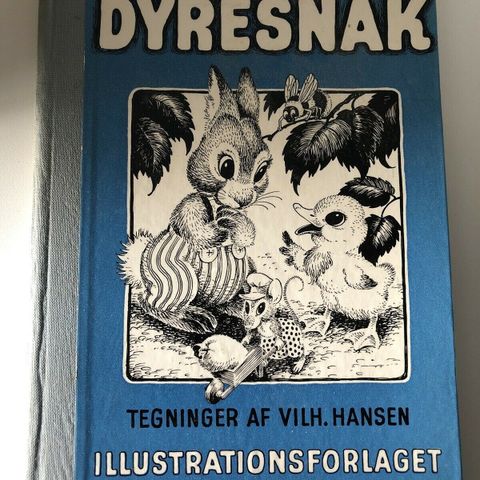 DYRESNAK
TEGNINGER AF VILH. HANSEN
ILLUSTRATIONSFORLAGET